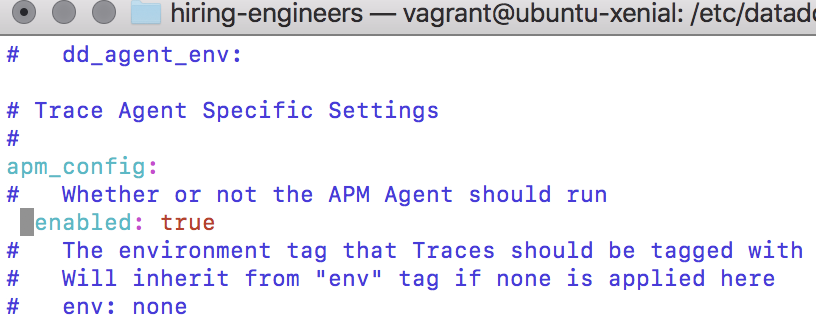 hiring-engineers — vagrant@ubuntu-xenial: /etc/datado
#   dd_agent_env:
# Trace Agent Specific Settings
#
apm_config:
#   Whether or not the APM Agent should run
  enabled: true
#   The environment tag that Traces should be tagged with
#   Will inherit from "env" tag if none is applied here
#   env: none